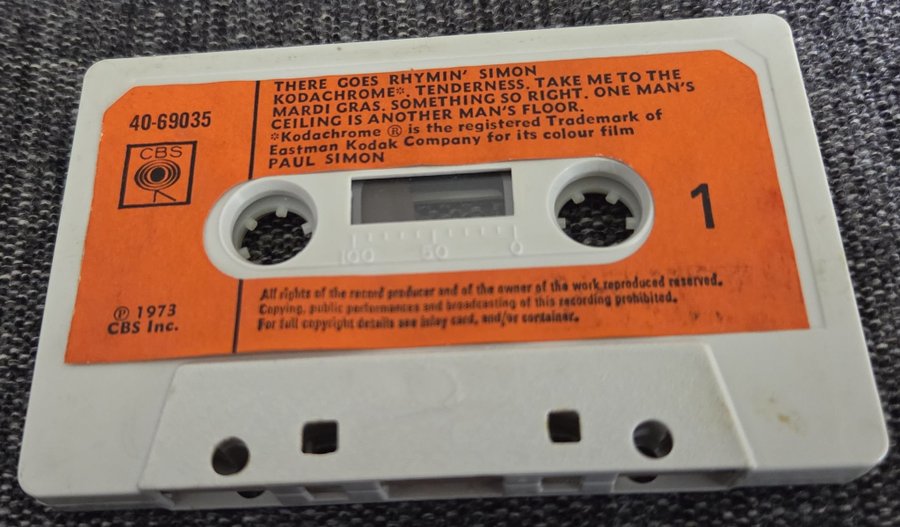 THERE GOES RHYMIN' SIMON
KODACHROME*. TENDERNESS. TAKE ME TO THE
MARDI GRAS. SOMETHING SO RIGHT. ONE MAN'S
CEILING IS ANOTHER MAN'S FLOOR.
*Kodachrome ® is the registered Trademark of
Eastman Kodak Company for its colour film
PAUL SIMON
40-69035
CBS
1
100 50 0
All rights of the record producer and of the owner of the work reproduced reserved.
Copying, public performances and broadcasting of this recording prohibited.
For full copyright details see inlay card, and/or container.
℗ 1973
CBS Inc.